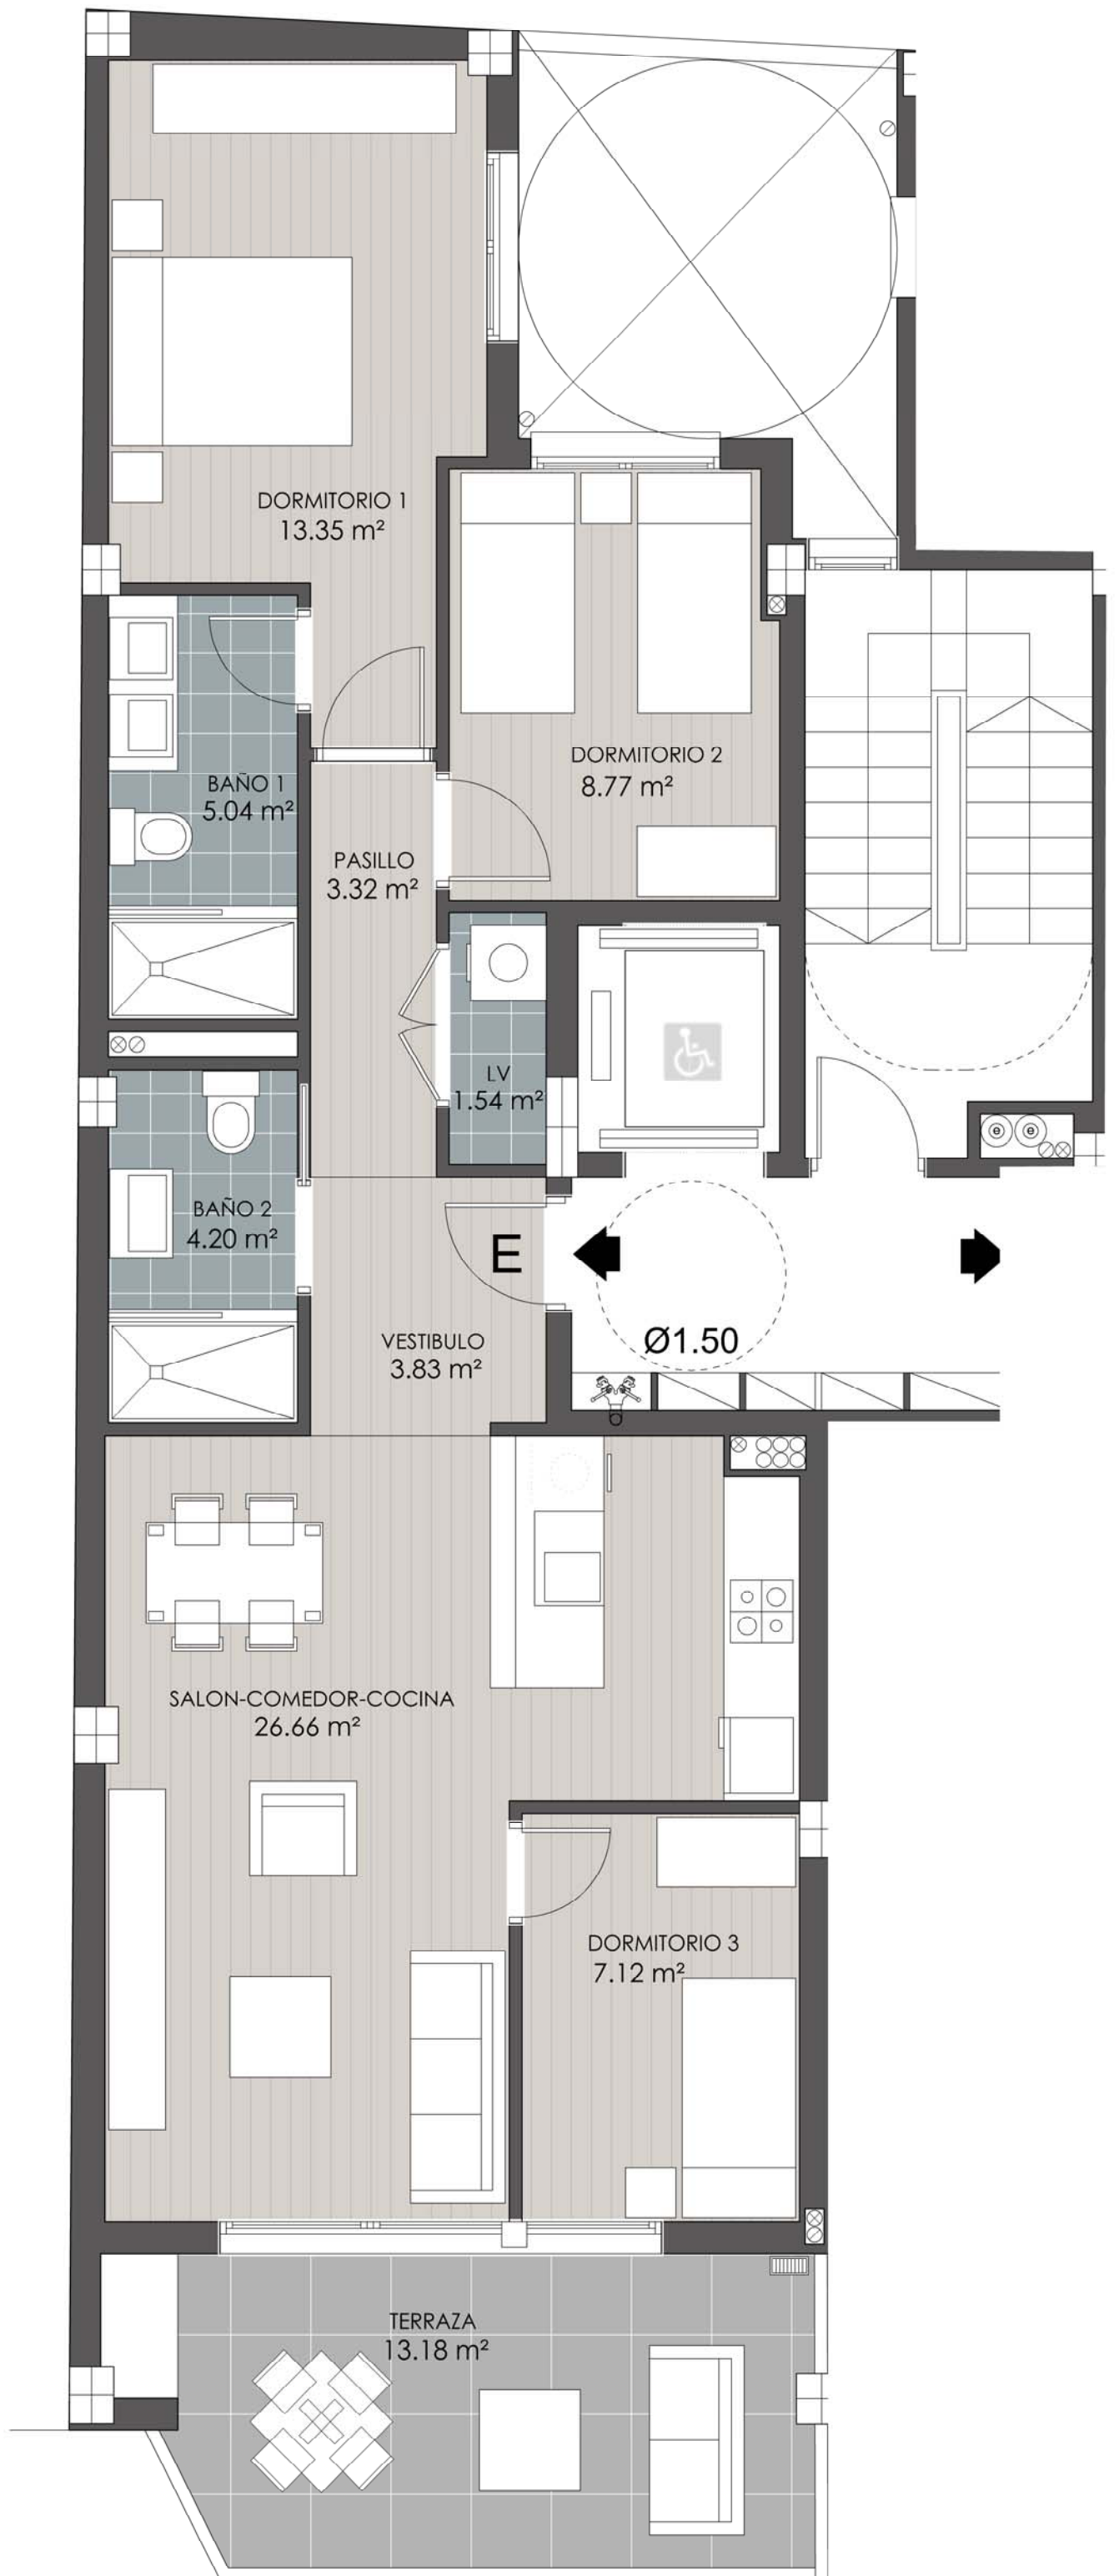 DORMITORIO 1
13.35 m²
DORMITORIO 2
8.77 m²
BAÑO 1
5.04 m²
PASILLO
3.32 m²
LV
1.54 m²
e e
BAÑO 2
4.20 m²
E
VESTIBULO
3.83 m²
Ø1.50
SALON-COMEDOR-COCINA
26.66 m²
DORMITORIO 3
7.12 m²
TERRAZA
13.18 m²